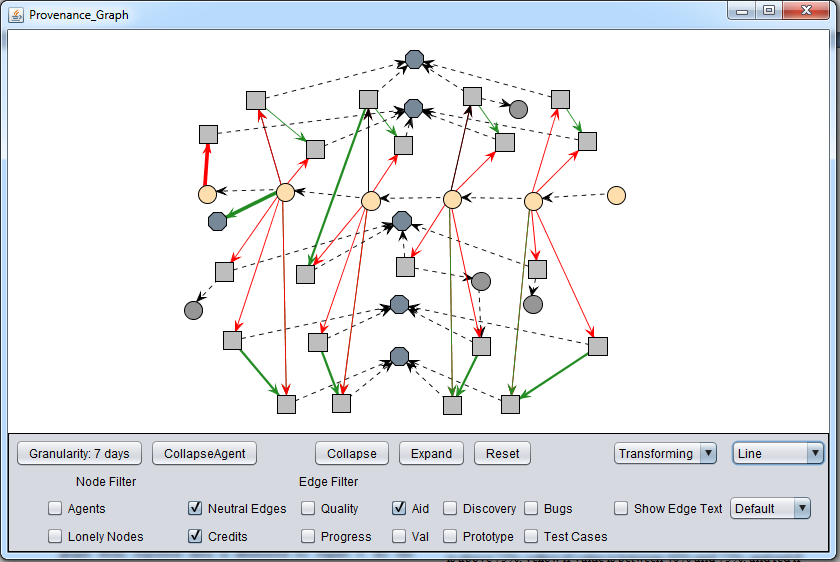 Provenance_Graph
Granularity: 7 days CollapseAgent Collapse Expand Reset Transforming Line
Node Filter Edge Filter
Agents Neutral Edges Quality Aid Discovery Bugs Show Edge Text Default
Lonely Nodes Credits Progress Val Prototype Test Cases